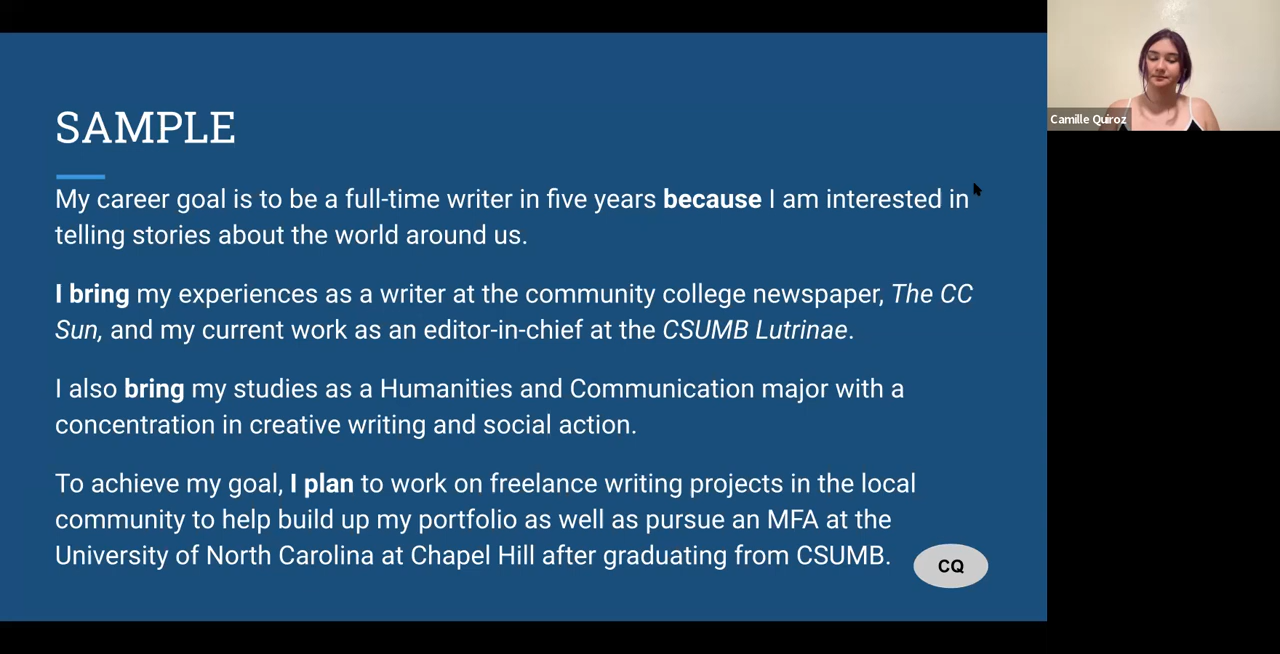 SAMPLE
My career goal is to be a full-time writer in five years because I am interested in
telling stories about the world around us.
I bring my experiences as a writer at the community college newspaper, The CC
Sun, and my current work as an editor-in-chief at the CSUMB Lutrinae.
I also bring my studies as a Humanities and Communication major with a
concentration in creative writing and social action.
To achieve my goal, I plan to work on freelance writing projects in the local
community to help build up my portfolio as well as pursue an MFA at the
University of North Carolina at Chapel Hill after graduating from CSUMB.
CQ
Camille Quiroz